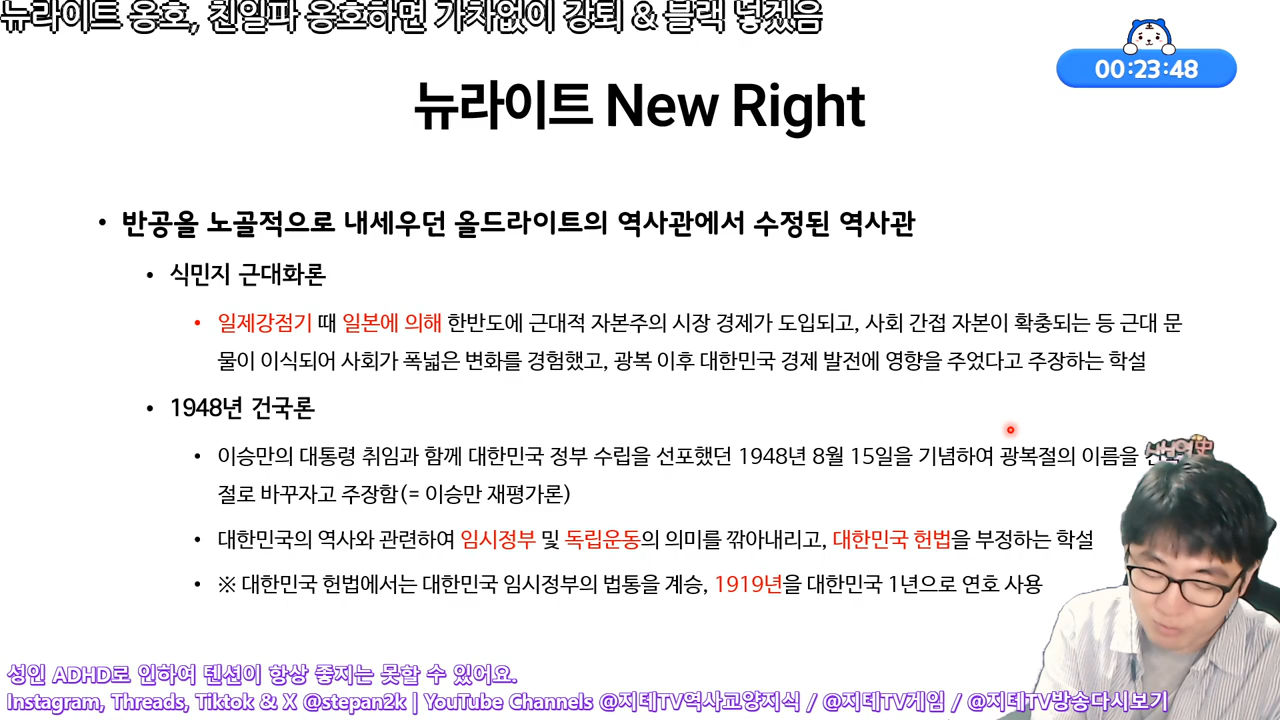 뉴라이트 옹호, 친일파 옹호하면 가차없이 강퇴 & 블랙 넣겠음
00:23:48
뉴라이트 New Right
• 반공을 노골적으로 내세우던 올드라이트의 역사관에서 수정된 역사관
• 식민지 근대화론
• 일제강점기 때 일본에 의해 한반도에 근대적 자본주의 시장 경제가 도입되고, 사회 간접 자본이 확충되는 등 근대 문
물이 이식되어 사회가 폭넓은 변화를 경험했고, 광복 이후 대한민국 경제 발전에 영향을 주었다고 주장하는 학설
• 1948년 건국론
• 이승만의 대통령 취임과 함께 대한민국 정부 수립을 선포했던 1948년 8월 15일을 기념하여 광복절의 이름을
절로 바꾸자고 주장함(= 이승만 재평가론)
• 대한민국의 역사와 관련하여 임시정부 및 독립운동의 의미를 깎아내리고, 대한민국 헌법을 부정하는 학설
• ※ 대한민국 헌법에서는 대한민국 임시정부의 법통을 계승, 1919년을 대한민국 1년으로 연호 사용
성인 ADHD로 인하여 텐션이 항상 좋지는 못할 수 있어요.
Instagram, Threads, Tiktok & X @stepan2k | YouTube Channels @지테TV역사교양지식 / @지테TV게임 / @지테TV방송다시보기